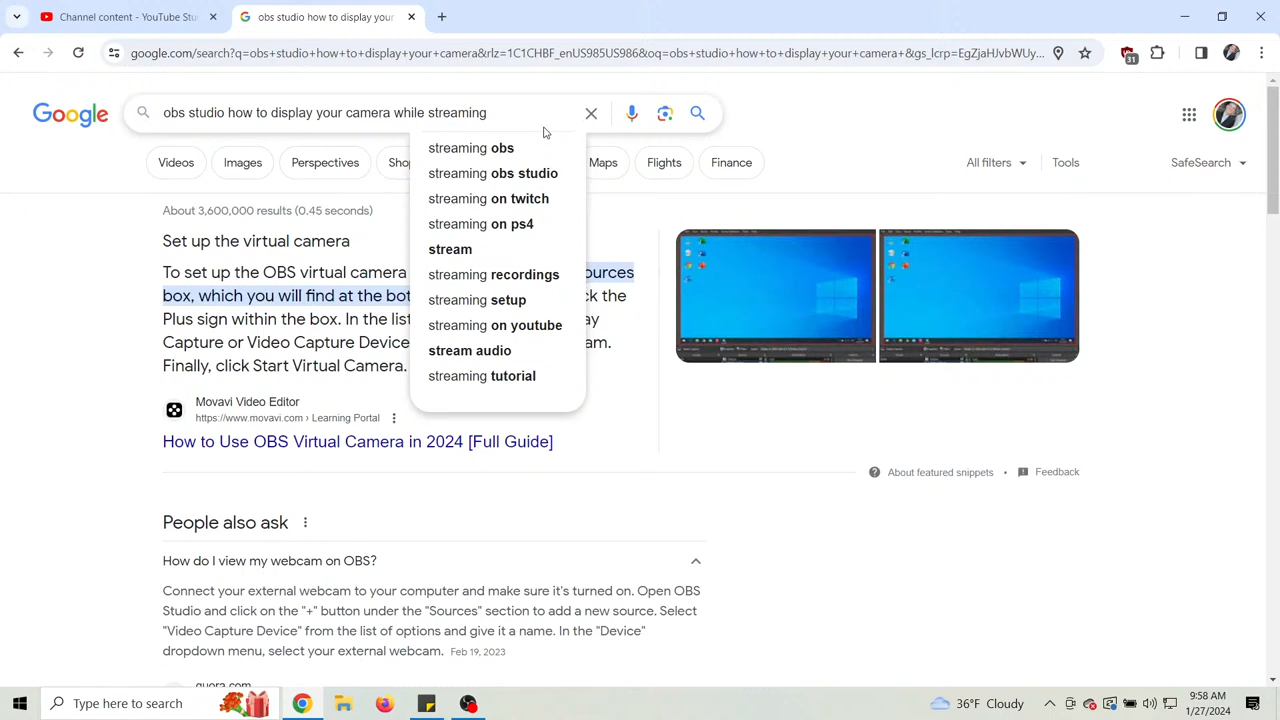 Channel content - YouTube Stu
obs studio how to display your
google.com/search?q=obs+studio+how+to+display+your+camera&rlz=1C1CHBF_enUS985US986&oq=obs+studio+how+to+display+your+camera+&gs_lcrp=EgZjaHJvbWUy...
31
Google
obs studio how to display your camera while streaming
Videos
Images
Perspectives
Sho
Maps
Flights
Finance
All filters
Tools
SafeSearch
streaming obs
streaming obs studio
streaming on twitch
streaming on ps4
stream
streaming recordings
streaming setup
streaming on youtube
stream audio
streaming tutorial
About 3,600,000 results (0.45 seconds)
Set up the virtual camera
To set up the OBS virtual camera ources
box, which you will find at the bot ck the
Plus sign within the box. In the list ay
Capture or Video Capture Device am.
Finally, click Start Virtual Camera.
Movavi Video Editor
https://www.movavi.com › Learning Portal
How to Use OBS Virtual Camera in 2024 [Full Guide]
About featured snippets • Feedback
People also ask
How do I view my webcam on OBS?
Connect your external webcam to your computer and make sure it's turned on. Open OBS
Studio and click on the "+" button under the "Sources" section to add a new source. Select
"Video Capture Device" from the list of options and give it a name. In the "Device"
dropdown menu, select your external webcam. Feb 19, 2023
quora.com
Type here to search
36°F Cloudy
9:58 AM
1/27/2024